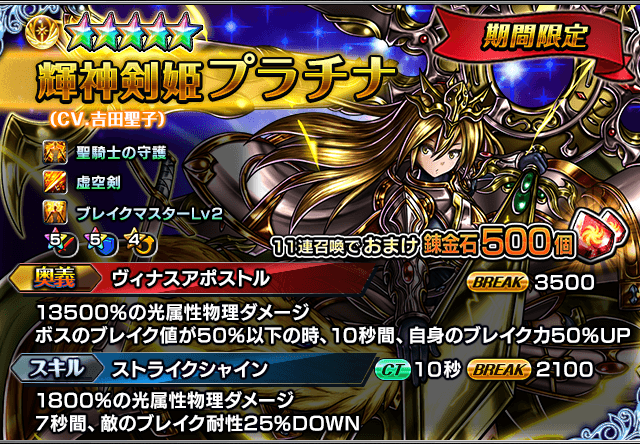 期間限定
輝神剣姫プラチナ
(CV.吉田聖子)
聖騎士の守護
虚空剣
ブレイクマスターLv2
5 5 4
11連召喚でおまけ錬金石500個
奥義 ヴィナスアポストル BREAK 3500
13500%の光属性物理ダメージ
ボスのブレイク値が50%以下の時、10秒間、自身のブレイク力50%UP
スキル ストライクシャイン CT 10秒 BREAK 2100
1800%の光属性物理ダメージ
7秒間、敵のブレイク耐性25%DOWN